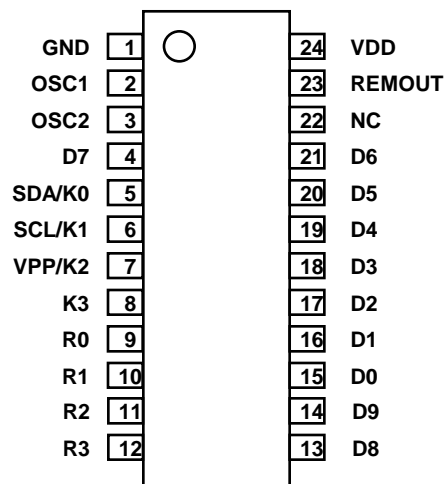 GND 1 24 VDD
OSC1 2 23 REMOUT
OSC2 3 22 NC
D7 4 21 D6
SDA/K0 5 20 D5
SCL/K1 6 19 D4
VPP/K2 7 18 D3
K3 8 17 D2
R0 9 16 D1
R1 10 15 D0
R2 11 14 D9
R3 12 13 D8